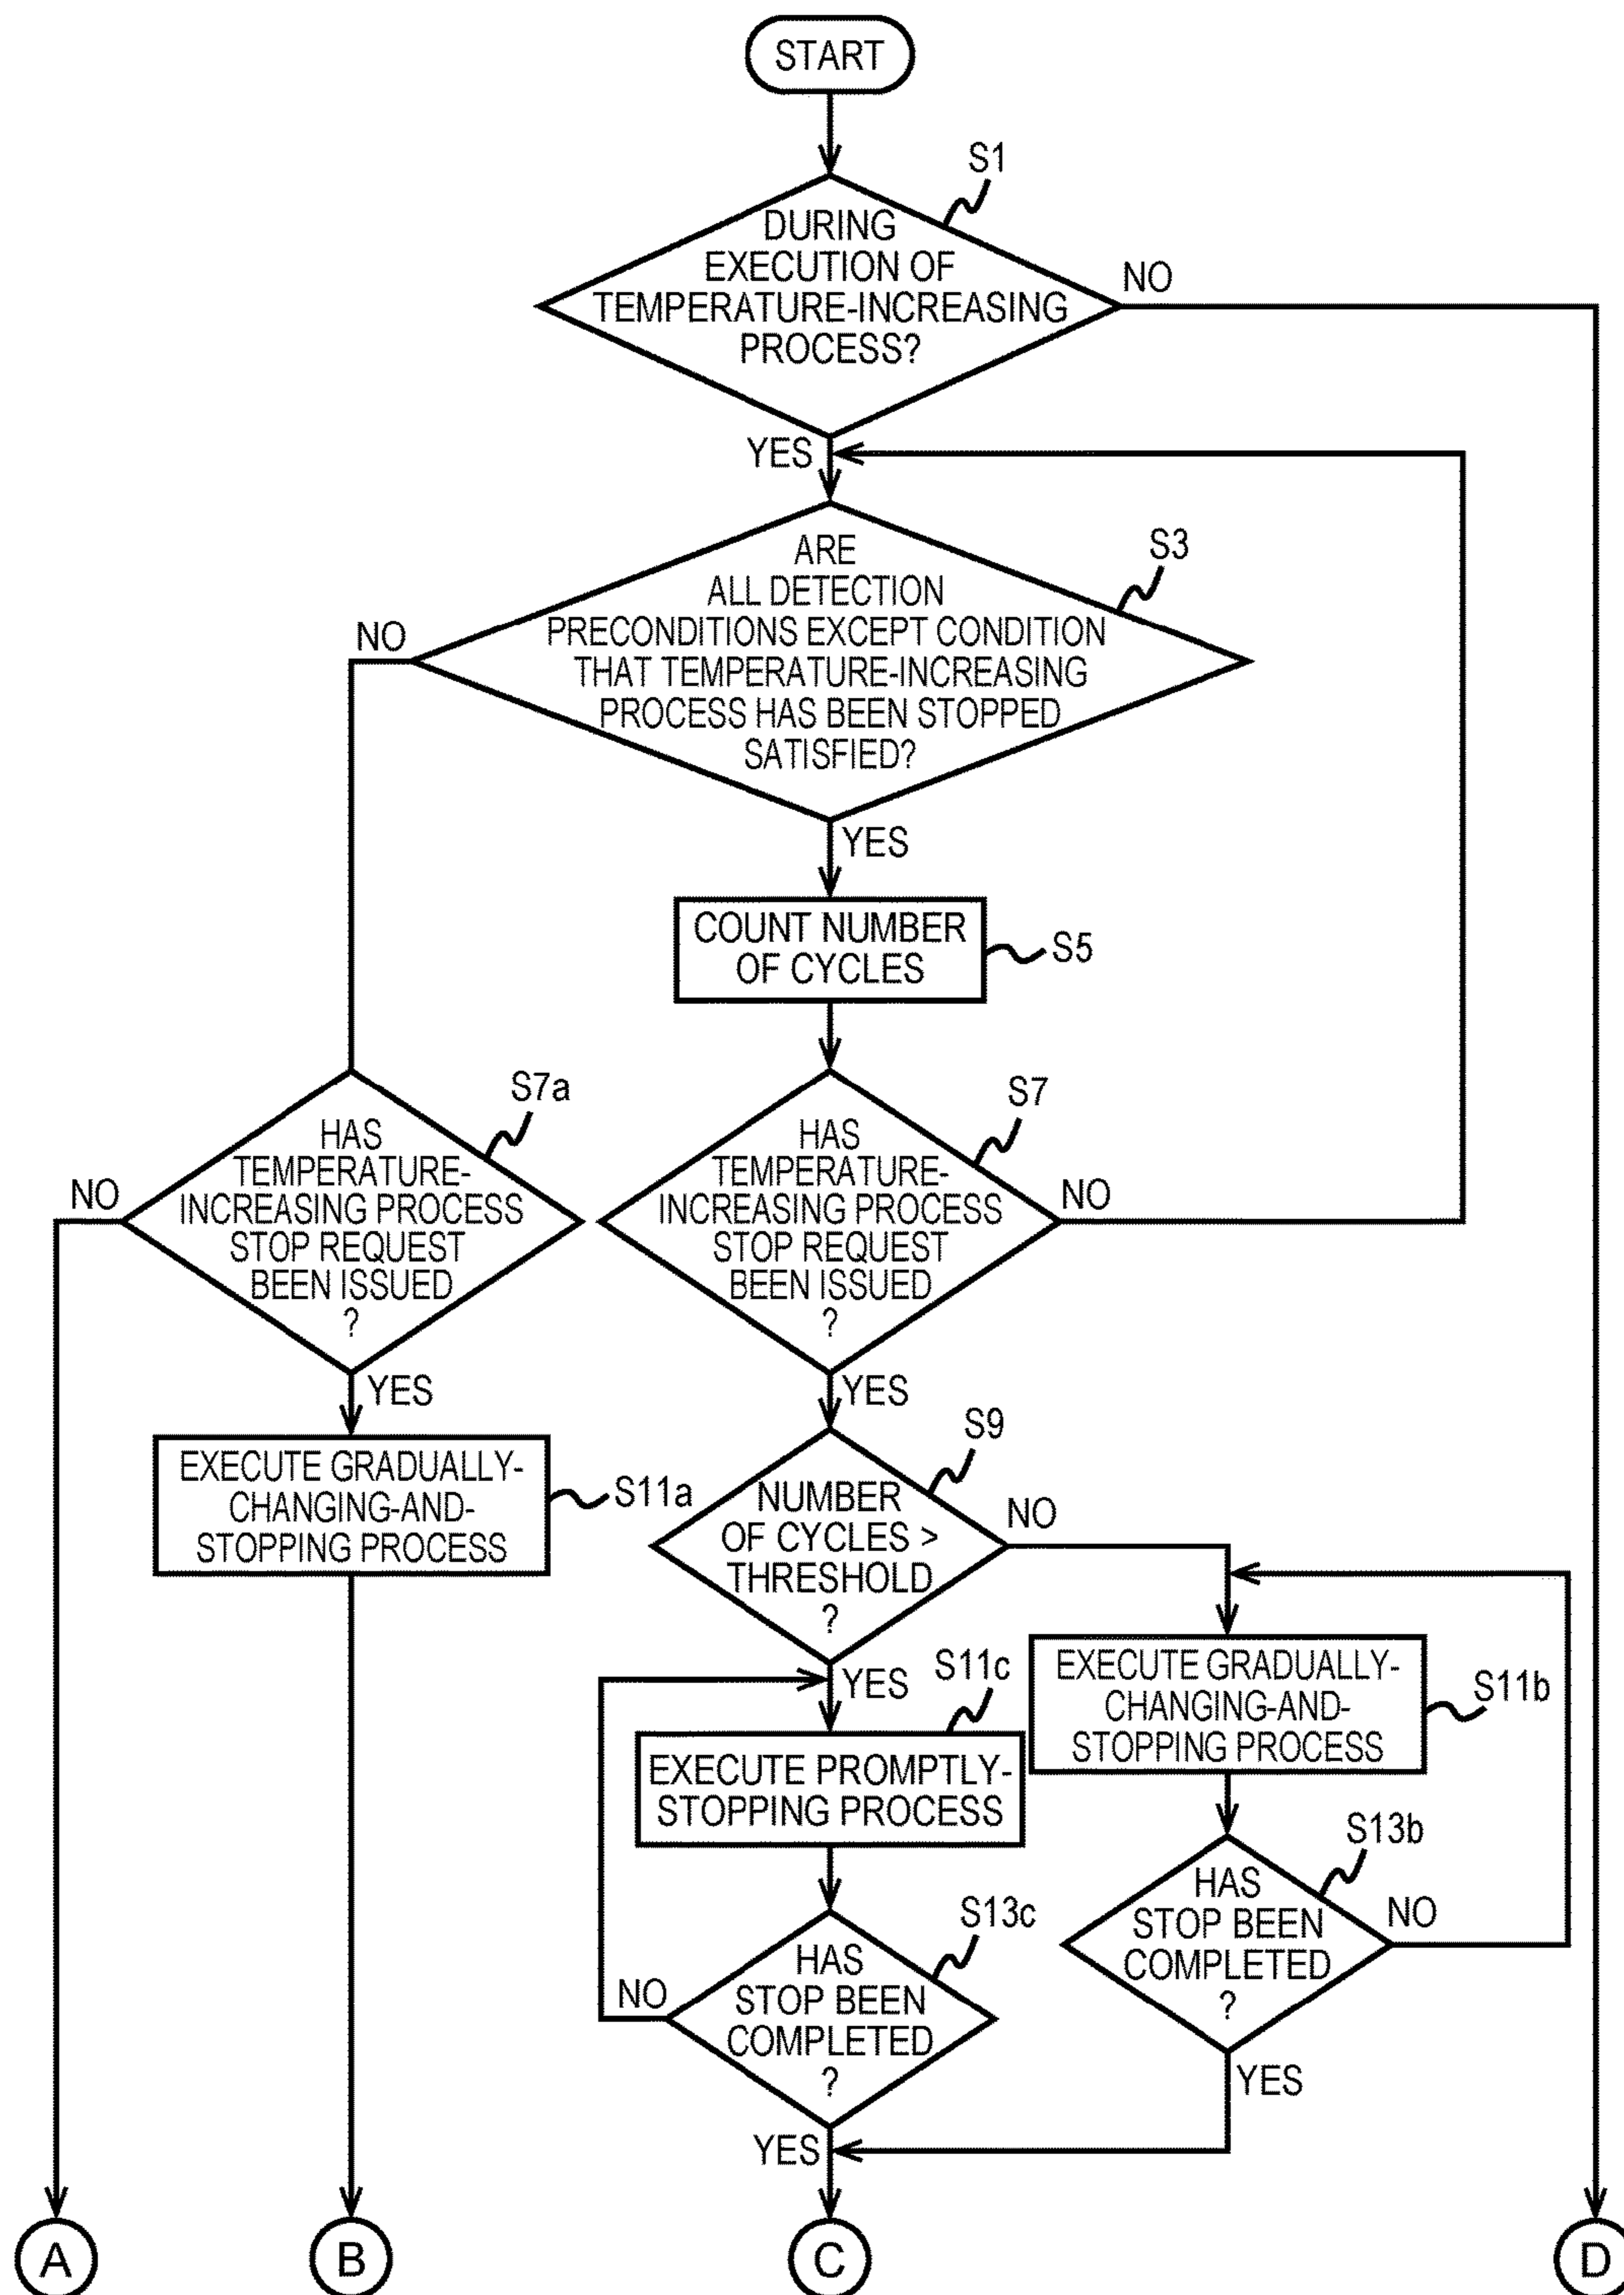 START
S1
DURING
EXECUTION OF
TEMPERATURE-INCREASING
PROCESS?
NO
YES
S3
ARE
ALL DETECTION
PRECONDITIONS EXCEPT CONDITION
THAT TEMPERATURE-INCREASING
PROCESS HAS BEEN STOPPED
SATISFIED?
NO
YES
COUNT NUMBER
OF CYCLES
S5
S7a
HAS
TEMPERATURE-
INCREASING PROCESS
STOP REQUEST
BEEN ISSUED
?
NO
YES
S7
HAS
TEMPERATURE-
INCREASING PROCESS
STOP REQUEST
BEEN ISSUED
?
NO
YES
EXECUTE GRADUALLY-
CHANGING-AND-
STOPPING PROCESS
S11a
S9
NUMBER
OF CYCLES >
THRESHOLD
?
NO
YES
S11c
EXECUTE PROMPTLY-
STOPPING PROCESS
EXECUTE GRADUALLY-
CHANGING-AND-
STOPPING PROCESS
S11b
S13c
HAS
STOP BEEN
COMPLETED
?
NO
YES
S13b
HAS
STOP BEEN
COMPLETED
?
NO
YES
A
B
C
D